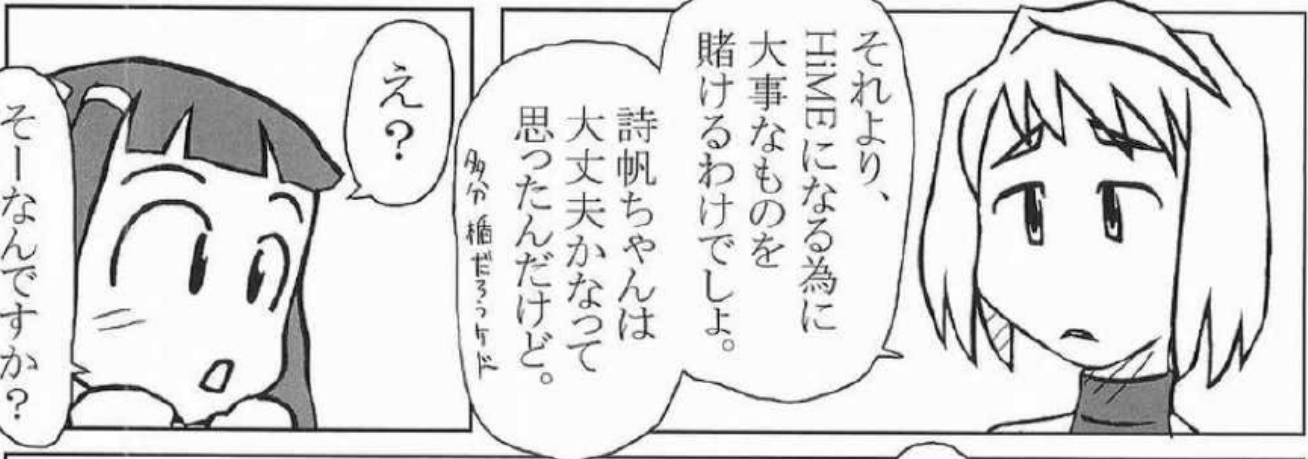 それより、
HiMEになる為に
大事なものを
賭けるわけでしょ。
詩帆ちゃんは
大丈夫かなって
思ったんだけど。
多分楯だろうケド
え？
そーなんですか？